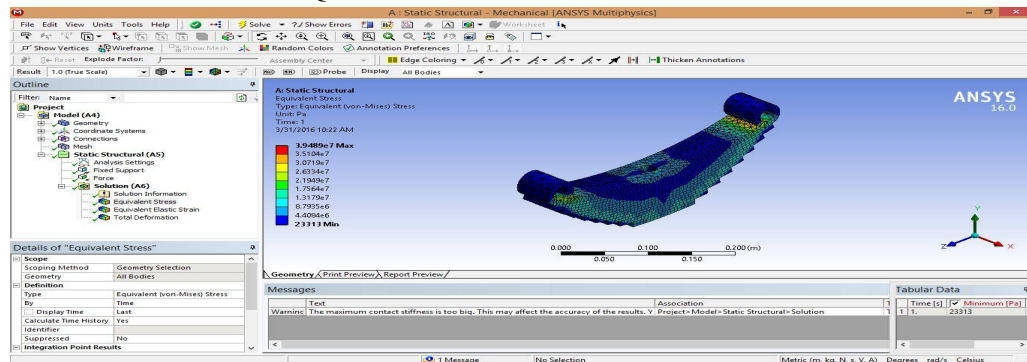 A : Static Structural - Mechanical [ANSYS Multiphysics]
File Edit View Units Tools Help Solve ?/ Show Errors Worksheet
Show Vertices Wireframe Show Mesh Random Colors Annotation Preferences
Reset Explode Factor: Assembly Center Edge Coloring Thicken Annotations
Result 1.0 (True Scale) Probe Display All Bodies
Outline
Filter: Name
Project
Model (A4)
Geometry
Coordinate Systems
Connections
Mesh
Static Structural (A5)
Analysis Settings
Fixed Support
Force
Solution (A6)
Solution Information
Equivalent Stress
Equivalent Elastic Strain
Total Deformation
A: Static Structural
Equivalent Stress
Type: Equivalent (von-Mises) Stress
Unit: Pa
Time: 1
3/31/2016 10:22 AM
3.9489e7 Max
3.5104e7
3.0719e7
2.6334e7
2.1949e7
1.7564e7
1.3179e7
8.7935e6
4.4084e6
23313 Min
ANSYS
16.0
0.000 0.100 0.200 (m)
0.050 0.150
Y
Z X
Geometry Print Preview Report Preview
Details of "Equivalent Stress"
Scope
Scoping Method Geometry Selection
Geometry All Bodies
Definition
Type Equivalent (von-Mises) Stress
By Time
Display Time Last
Calculate Time History Yes
Identifier
Suppressed No
Integration Point Results
Messages
Text Association
Warning The maximum contact stiffness is too big. This may affect the accuracy of the results. Y Project>Model>Static Structural>Solution
Tabular Data
Time [s] Minimum [Pa]
1 1. 23313
1 Message No Selection Metric (m, kg, N, s, V, A) Degrees rad/s Celsius